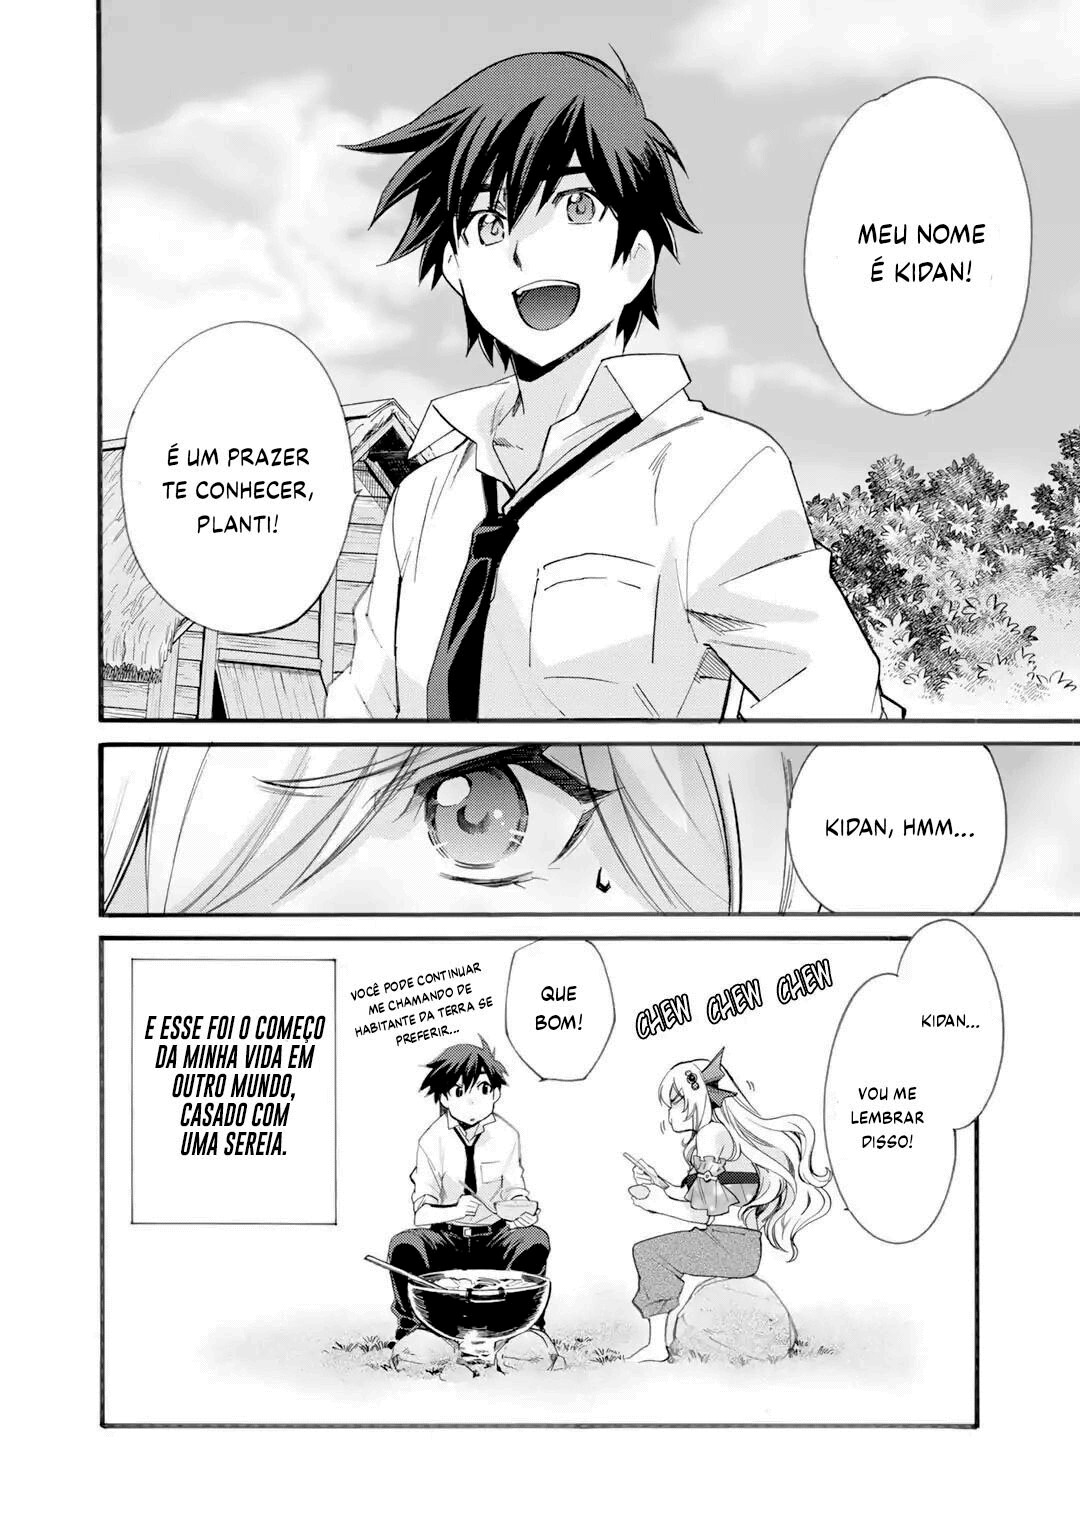 MEU NOME
É KIDAN!
É UM PRAZER
TE CONHECER,
PLANTI!
KIDAN, HMM...
KIDAN...
VOU ME
LEMBRAR
DISSO!
CHEW CHEW CHEW
QUE
BOM!
VOCÊ PODE CONTINUAR
ME CHAMANDO DE
HABITANTE DA TERRA SE
PREFERIR...
E ESSE FOI O COMEÇO
DA MINHA VIDA EM
OUTRO MUNDO,
CASADO COM
UMA SEREIA.